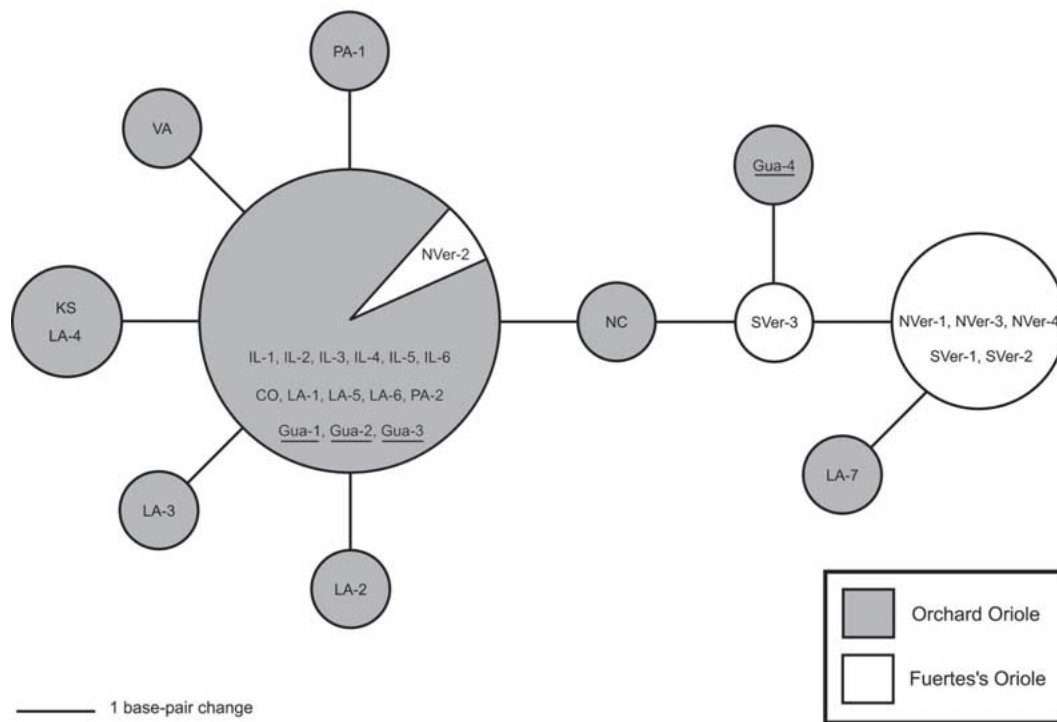 PA-1
VA
Gua-4
NVer-2
KS
LA-4
NC
SVer-3
NVer-1, NVer-3, NVer-4
SVer-1, SVer-2
IL-1, IL-2, IL-3, IL-4, IL-5, IL-6
CO, LA-1, LA-5, LA-6, PA-2
Gua-1, Gua-2, Gua-3
LA-7
LA-3
LA-2
Orchard Oriole
Fuertes's Oriole
1 base-pair change